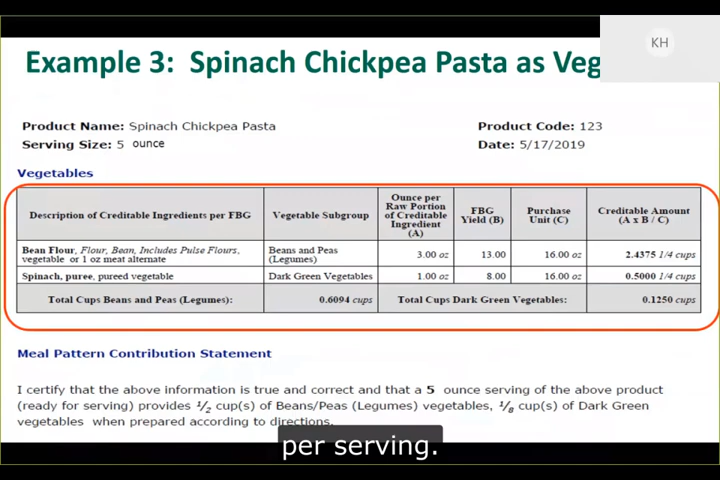 Example 3:  Spinach Chickpea Pasta as Veg
KH
Product Name: Spinach Chickpea Pasta
Product Code: 123
Serving Size: 5 ounce
Date: 5/17/2019
Vegetables
Description of Creditable Ingredients per FBG
Vegetable Subgroup
Ounce per
Raw Portion
of Creditable
Ingredient
(A)
FBG
Yield (B)
Purchase
Unit (C)
Creditable Amount
(A x B / C)
Bean Flour, Flour, Bean, Includes Pulse Flours,
vegetable or 1 oz meat alternate
Beans and Peas
(Legumes)
3.00 oz
13.00
16.00 oz
2.4375 1/4 cups
Spinach, puree, pureed vegetable
Dark Green Vegetables
1.00 oz
8.00
16.00 oz
0.5000 1/4 cups
Total Cups Beans and Peas (Legumes):
0.6094 cups
Total Cups Dark Green Vegetables:
0.1250 cups
Meal Pattern Contribution Statement
I certify that the above information is true and correct and that a 5 ounce serving of the above product
(ready for serving) provides 1/2 cup(s) of Beans/Peas (Legumes) vegetables, 1/8 cup(s) of Dark Green
vegetables when prepared according to directions.
per serving.